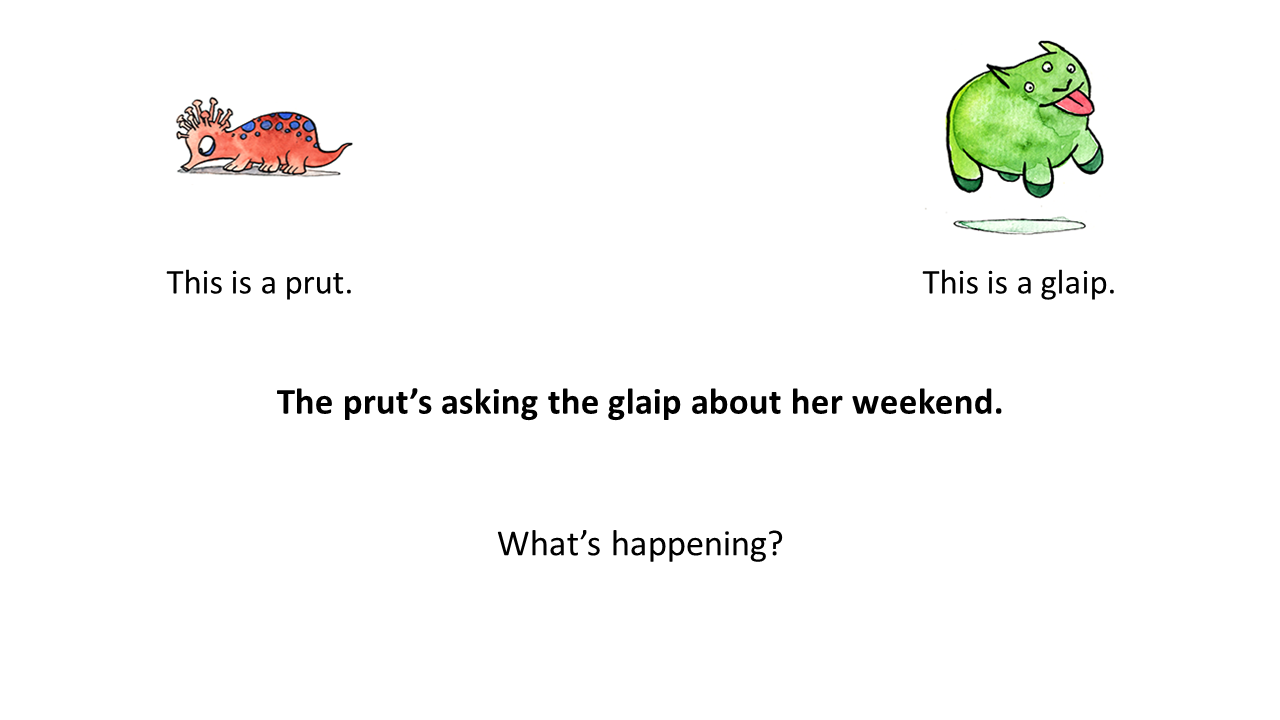 This is a prut.
This is a glaip.
The prut’s asking the glaip about her weekend.
What’s happening?